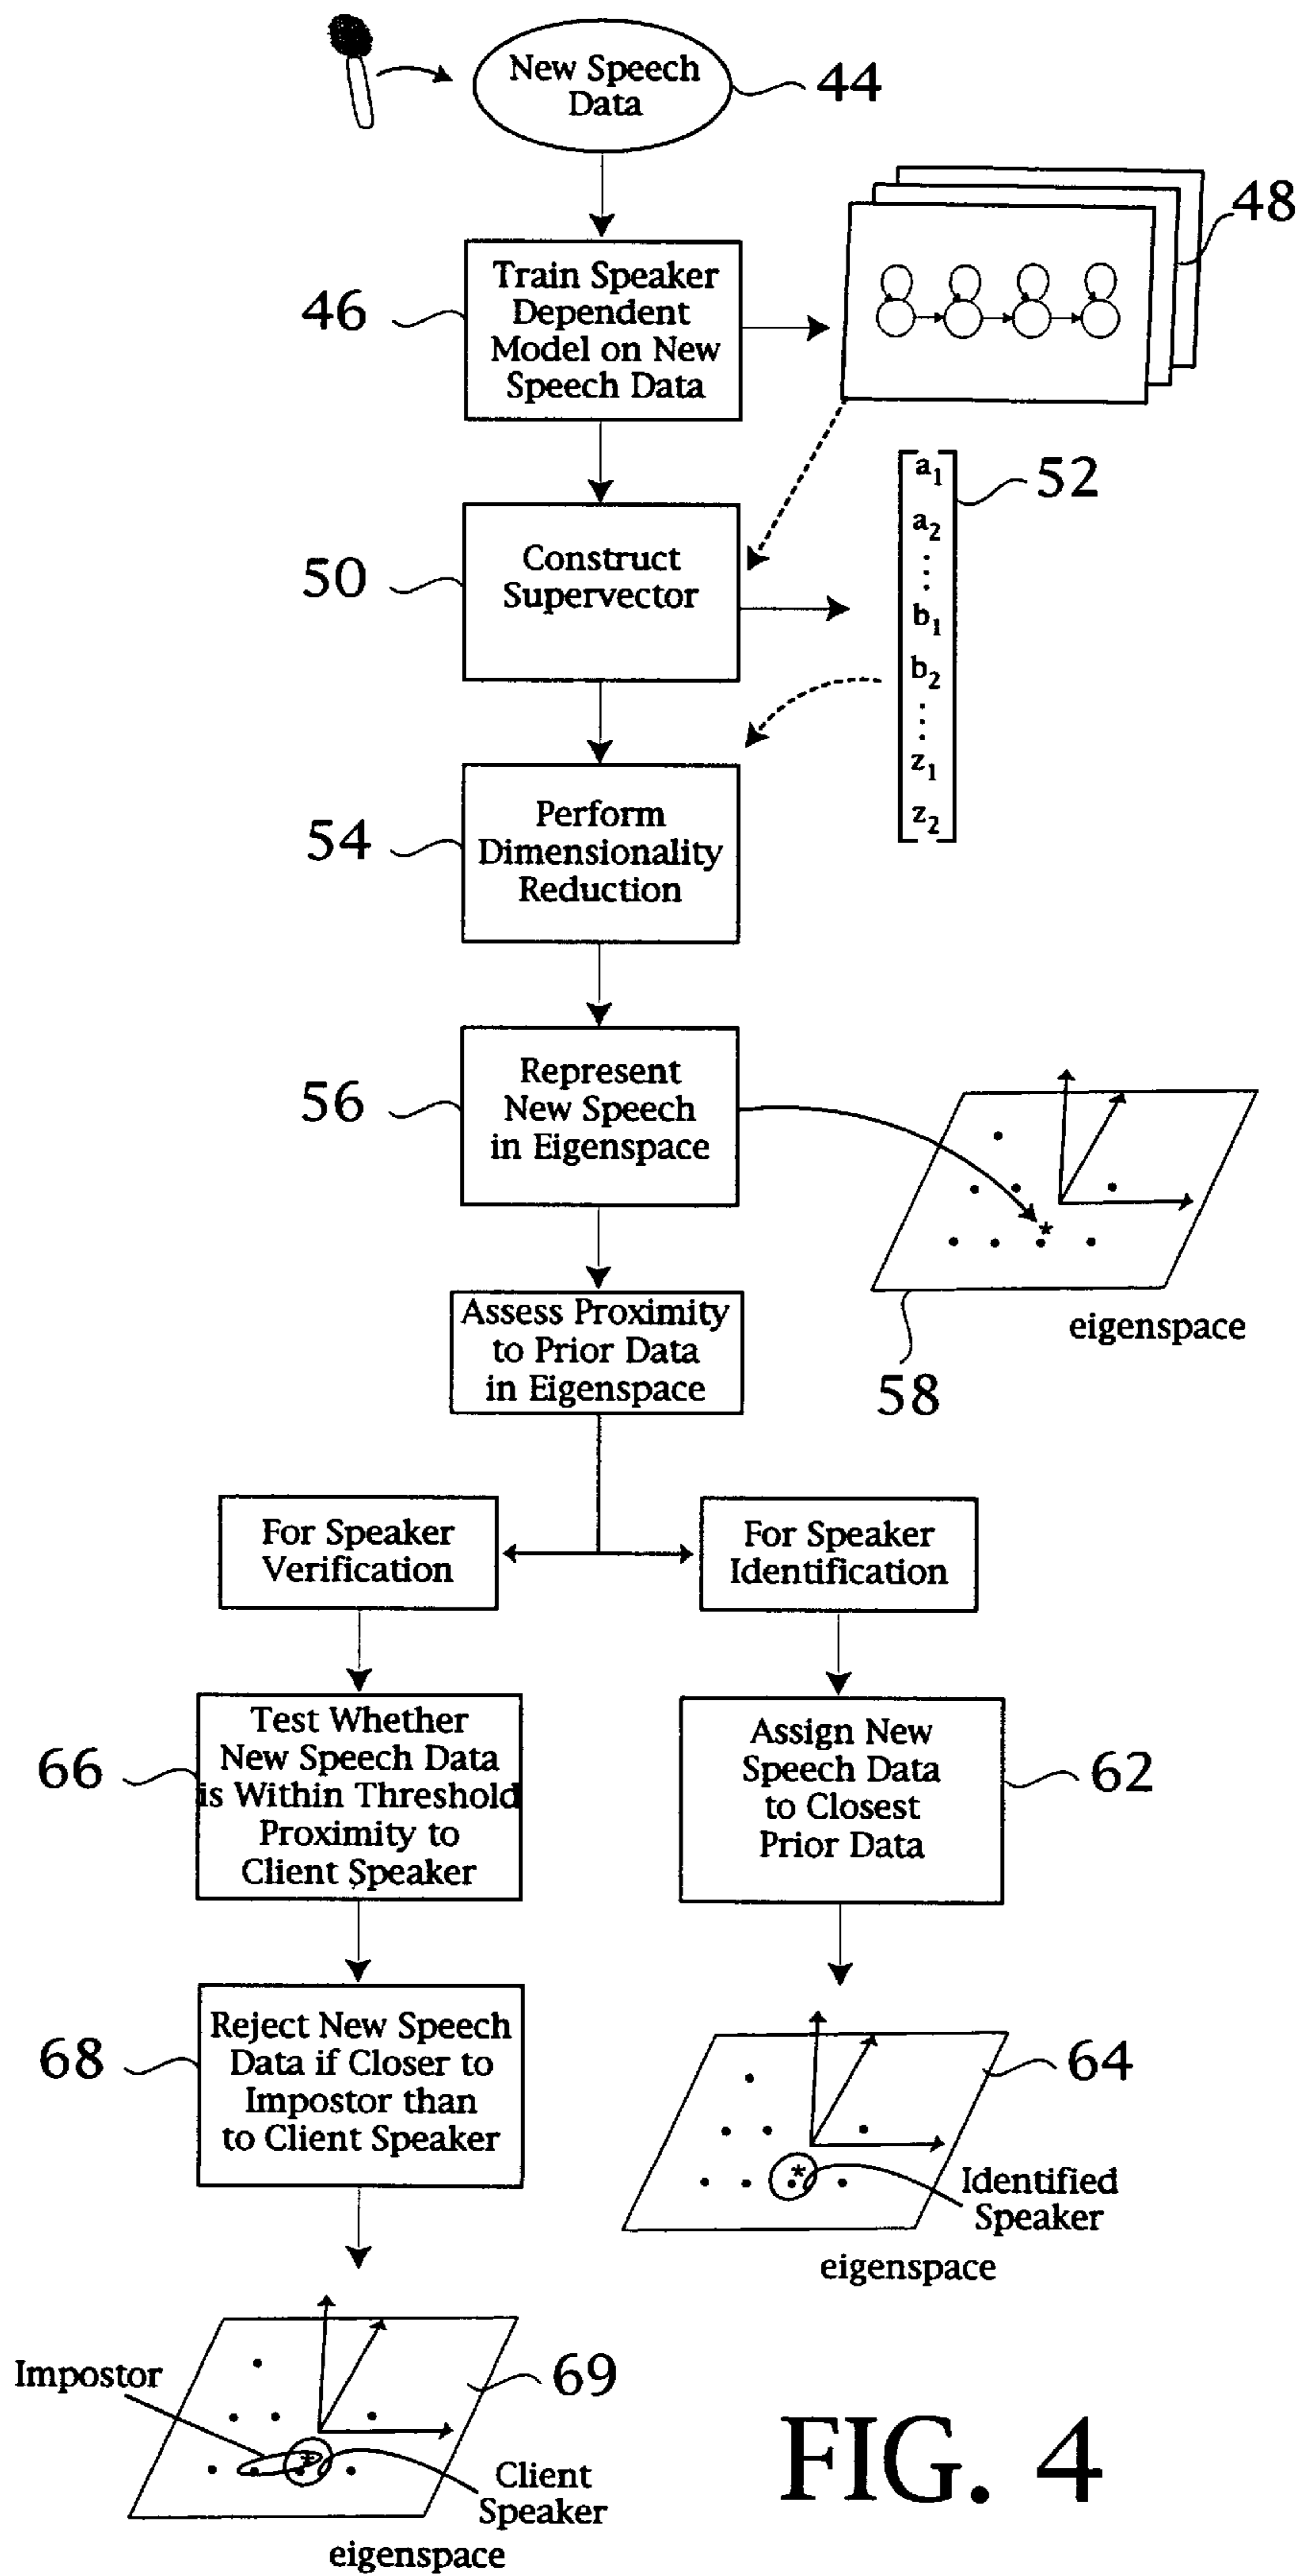 New Speech
Data
44
48
Train Speaker
Dependent
Model on New
Speech Data
46
52
a1
a2
⋮
b1
b2
⋮
z1
z2
Construct
Supervector
50
Perform
Dimensionality
Reduction
54
Represent
New Speech
in Eigenspace
56
eigenspace
58
Assess Proximity
to Prior Data
in Eigenspace
For Speaker
Verification
For Speaker
Identification
Test Whether
New Speech Data
is Within Threshold
Proximity to
Client Speaker
66
Assign New
Speech Data
to Closest
Prior Data
62
Reject New Speech
Data if Closer to
Impostor than
to Client Speaker
68
64
Identified
Speaker
eigenspace
Impostor
69
Client
Speaker
eigenspace
FIG. 4